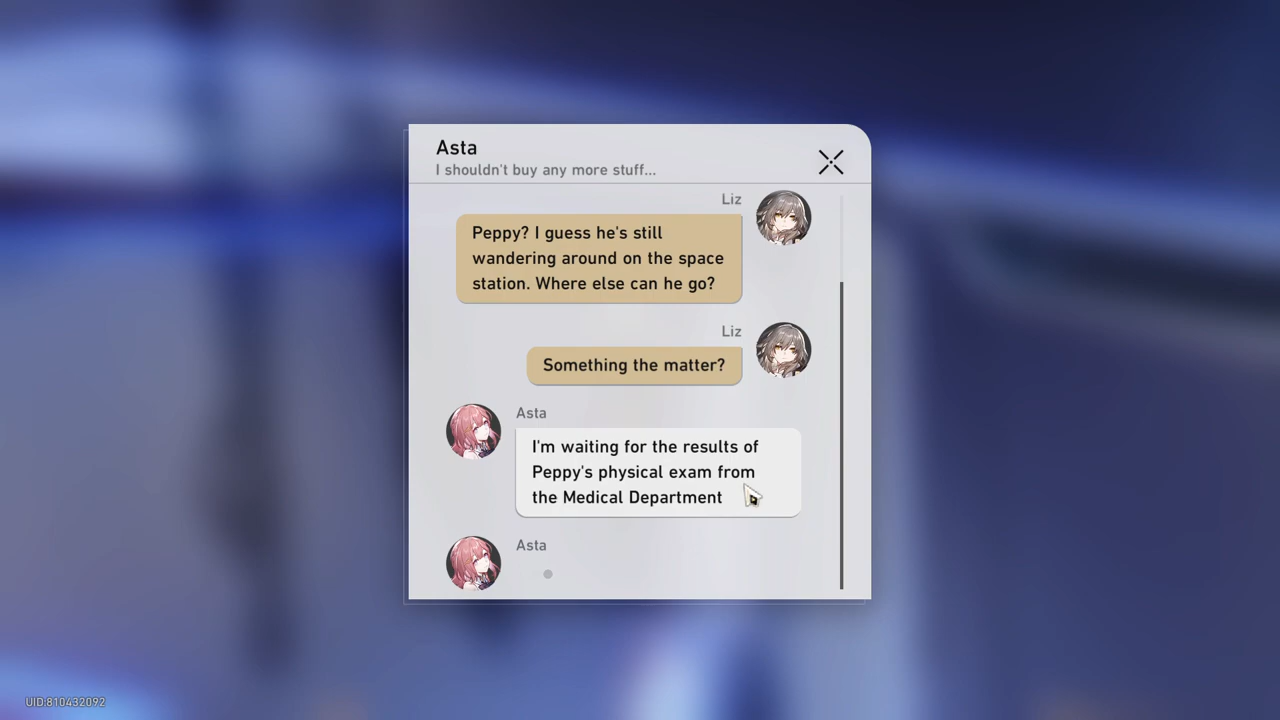 Asta
I shouldn't buy any more stuff...
Liz
Peppy? I guess he's still
wandering around on the space
station. Where else can he go?
Liz
Something the matter?
Asta
I'm waiting for the results of
Peppy's physical exam from
the Medical Department
Asta
UID:810432092